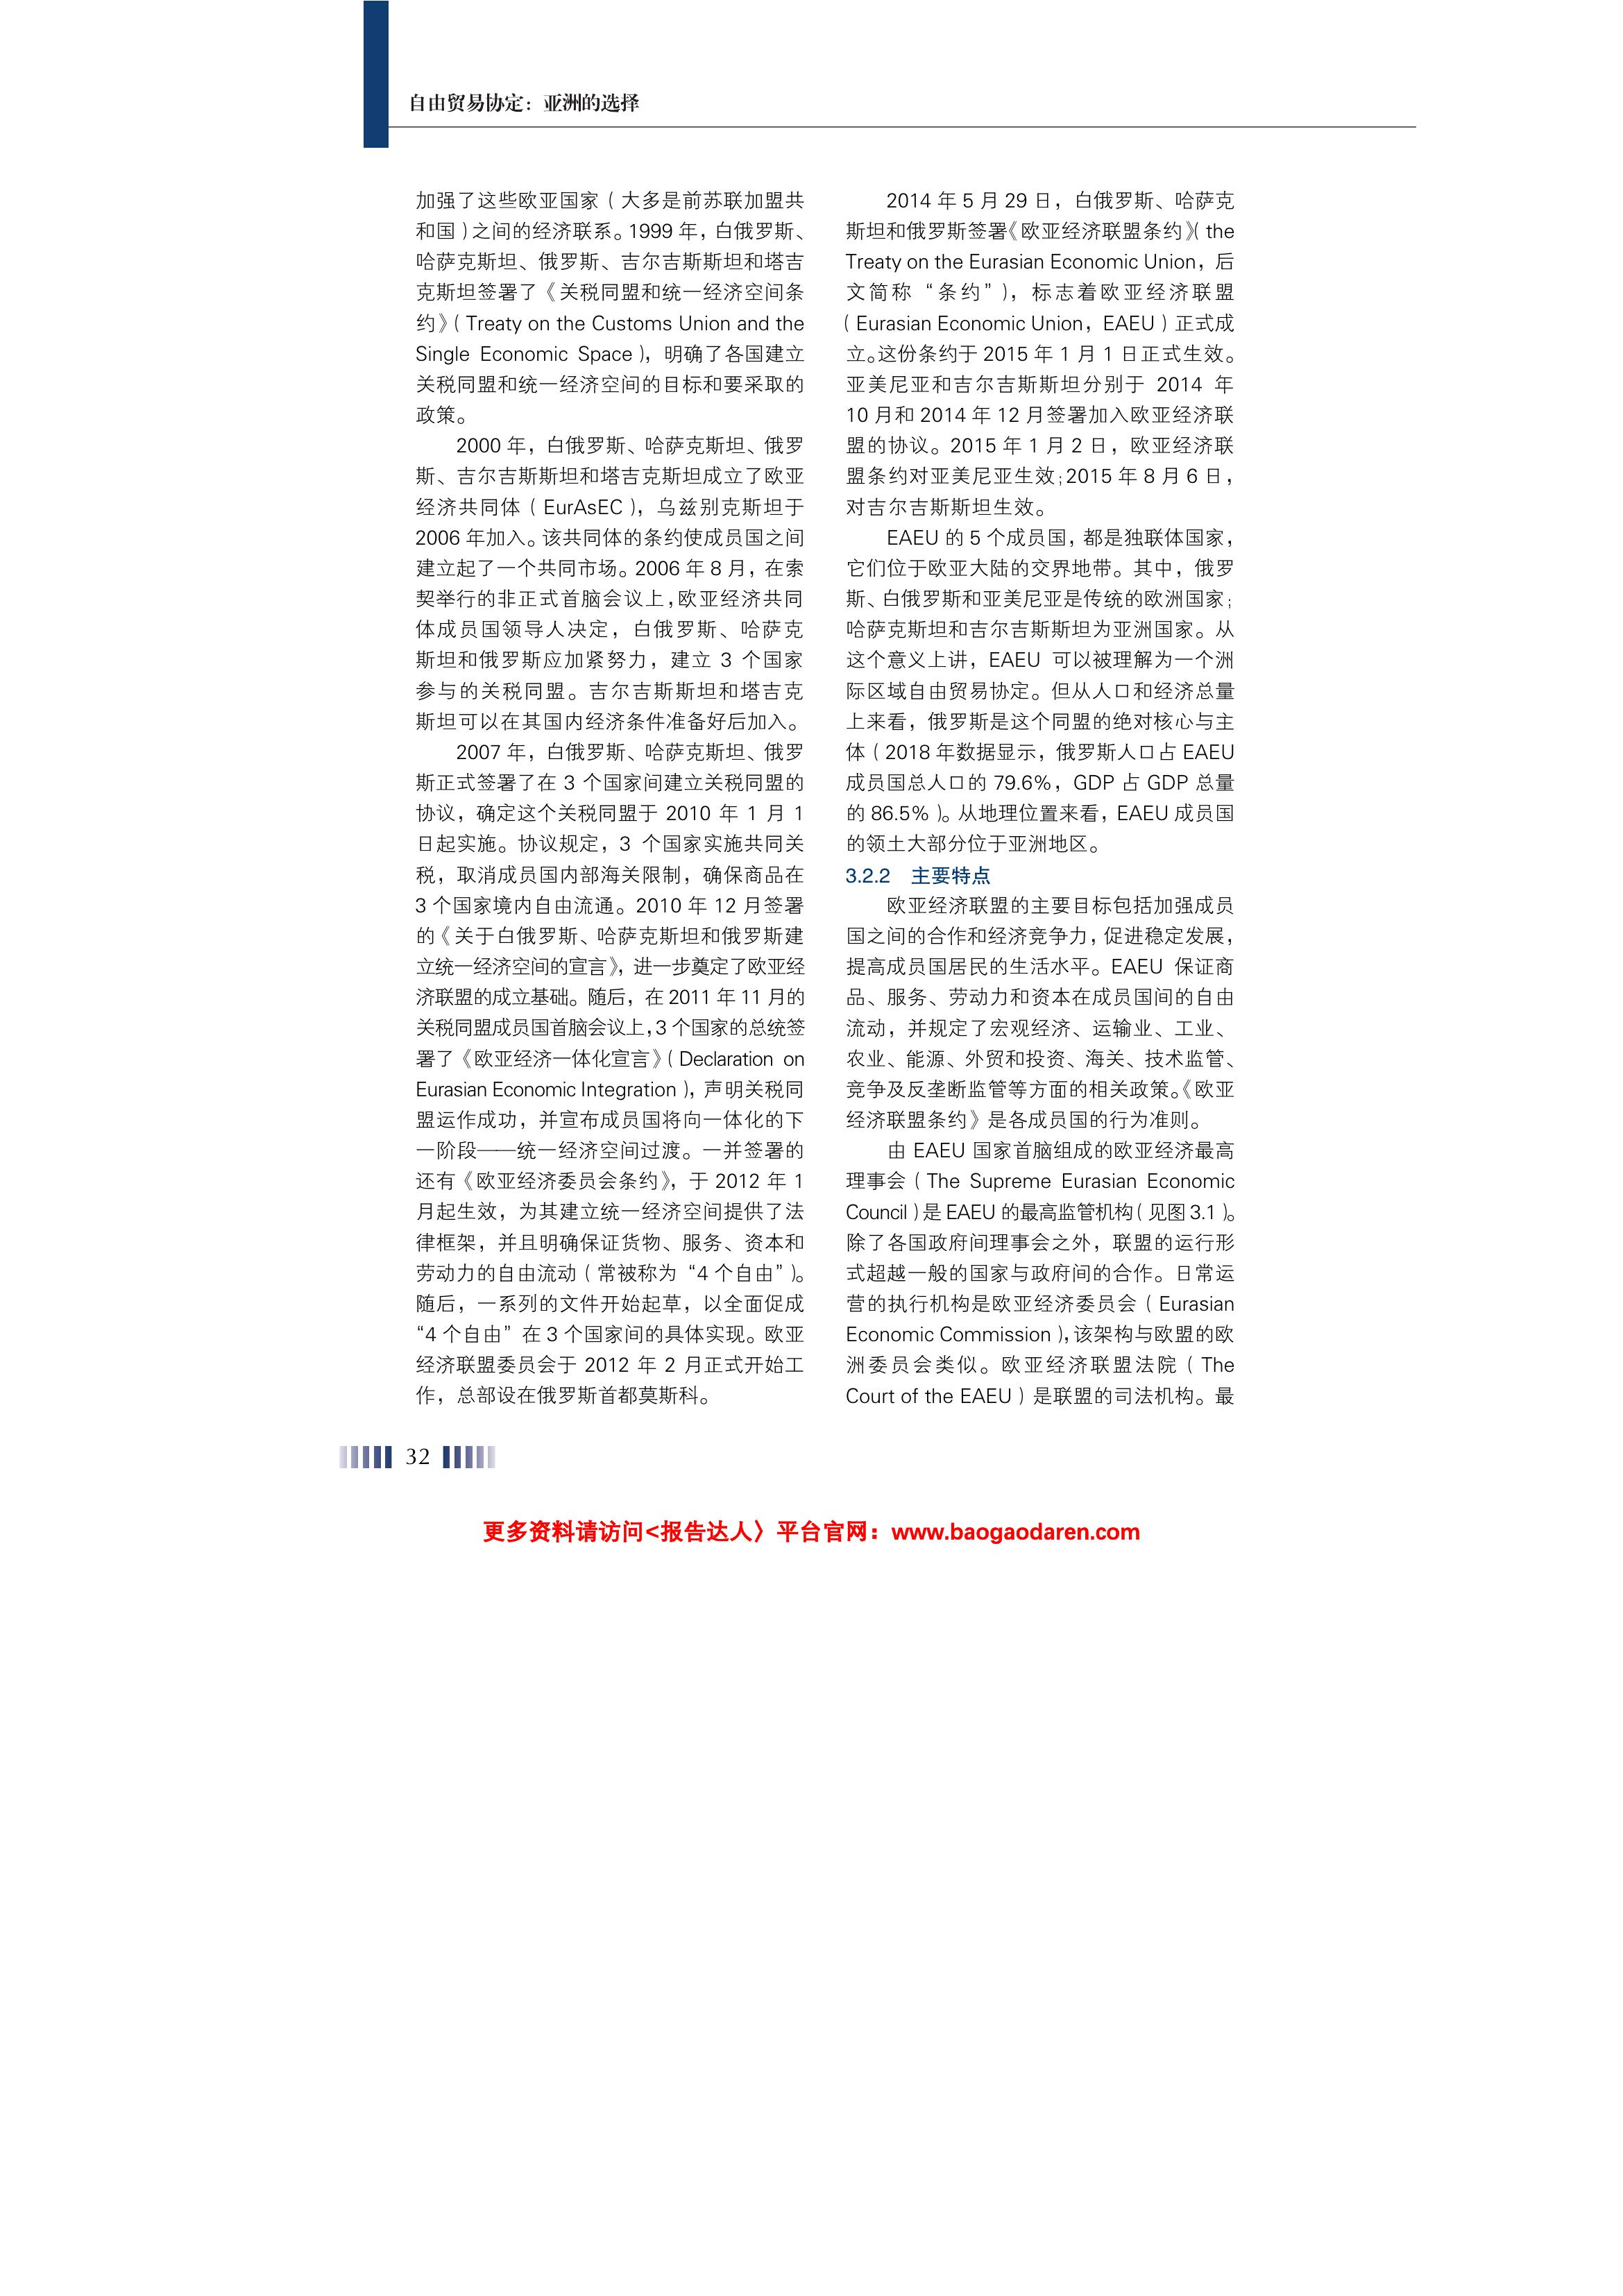 自由贸易协定：亚洲的选择
加强了这些欧亚国家（大多是前苏联加盟共
和国）之间的经济联系。1999 年，白俄罗斯、
哈萨克斯坦、俄罗斯、吉尔吉斯斯坦和塔吉
克斯坦签署了《关税同盟和统一经济空间条
约》（Treaty on the Customs Union and the
Single Economic Space），明确了各国建立
关税同盟和统一经济空间的目标和要采取的
政策。
2000 年，白俄罗斯、哈萨克斯坦、俄罗
斯、吉尔吉斯斯坦和塔吉克斯坦成立了欧亚
经济共同体（EurAsEC），乌兹别克斯坦于
2006 年加入。该共同体的条约使成员国之间
建立起了一个共同市场。2006 年 8 月，在索
契举行的非正式首脑会议上，欧亚经济共同
体成员国领导人决定，白俄罗斯、哈萨克
斯坦和俄罗斯应加紧努力，建立 3 个国家
参与的关税同盟。吉尔吉斯斯坦和塔吉克
斯坦可以在其国内经济条件准备好后加入。
2007 年，白俄罗斯、哈萨克斯坦、俄罗
斯正式签署了在 3 个国家间建立关税同盟的
协议，确定这个关税同盟于 2010 年 1 月 1
日起实施。协议规定，3 个国家实施共同关
税，取消成员国内部海关限制，确保商品在
3 个国家境内自由流通。2010 年 12 月签署
的《关于白俄罗斯、哈萨克斯坦和俄罗斯建
立统一经济空间的宣言》，进一步奠定了欧亚经
济联盟的成立基础。随后，在 2011 年 11 月的
关税同盟成员国首脑会议上，3 个国家的总统签
署了《欧亚经济一体化宣言》（Declaration on
Eurasian Economic Integration），声明关税同
盟运作成功，并宣布成员国将向一体化的下
一阶段——统一经济空间过渡。一并签署的
还有《欧亚经济委员会条约》，于 2012 年 1
月起生效，为其建立统一经济空间提供了法
律框架，并且明确保证货物、服务、资本和
劳动力的自由流动（常被称为“4 个自由”）。
随后，一系列的文件开始起草，以全面促成
“4 个自由”在 3 个国家间的具体实现。欧亚
经济联盟委员会于 2012 年 2 月正式开始工
作，总部设在俄罗斯首都莫斯科。
2014 年 5 月 29 日，白俄罗斯、哈萨克
斯坦和俄罗斯签署《欧亚经济联盟条约》（the
Treaty on the Eurasian Economic Union，后
文简称“条约”），标志着欧亚经济联盟
（Eurasian Economic Union，EAEU）正式成
立。这份条约于 2015 年 1 月 1 日正式生效。
亚美尼亚和吉尔吉斯斯坦分别于 2014 年
10 月和 2014 年 12 月签署加入欧亚经济联
盟的协议。2015 年 1 月 2 日，欧亚经济联
盟条约对亚美尼亚生效；2015 年 8 月 6 日，
对吉尔吉斯斯坦生效。
EAEU 的 5 个成员国，都是独联体国家，
它们位于欧亚大陆的交界地带。其中，俄罗
斯、白俄罗斯和亚美尼亚是传统的欧洲国家；
哈萨克斯坦和吉尔吉斯斯坦为亚洲国家。从
这个意义上讲，EAEU 可以被理解为一个洲
际区域自由贸易协定。但从人口和经济总量
上来看，俄罗斯是这个同盟的绝对核心与主
体（2018 年数据显示，俄罗斯人口占 EAEU
成员国总人口的 79.6%，GDP 占 GDP 总量
的 86.5%）。从地理位置来看，EAEU 成员国
的领土大部分位于亚洲地区。
3.2.2 主要特点
欧亚经济联盟的主要目标包括加强成员
国之间的合作和经济竞争力，促进稳定发展，
提高成员国居民的生活水平。EAEU 保证商
品、服务、劳动力和资本在成员国间的自由
流动，并规定了宏观经济、运输业、工业、
农业、能源、外贸和投资、海关、技术监管、
竞争及反垄断监管等方面的相关政策。《欧亚
经济联盟条约》是各成员国的行为准则。
由 EAEU 国家首脑组成的欧亚经济最高
理事会（The Supreme Eurasian Economic
Council）是 EAEU 的最高监管机构（见图 3.1）。
除了各国政府间理事会之外，联盟的运行形
式超越一般的国家与政府间的合作。日常运
营的执行机构是欧亚经济委员会（Eurasian
Economic Commission），该架构与欧盟的欧
洲委员会类似。欧亚经济联盟法院（The
Court of the EAEU）是联盟的司法机构。最
32
更多资料请访问<报告达人〉平台官网：www.baogaodaren.com